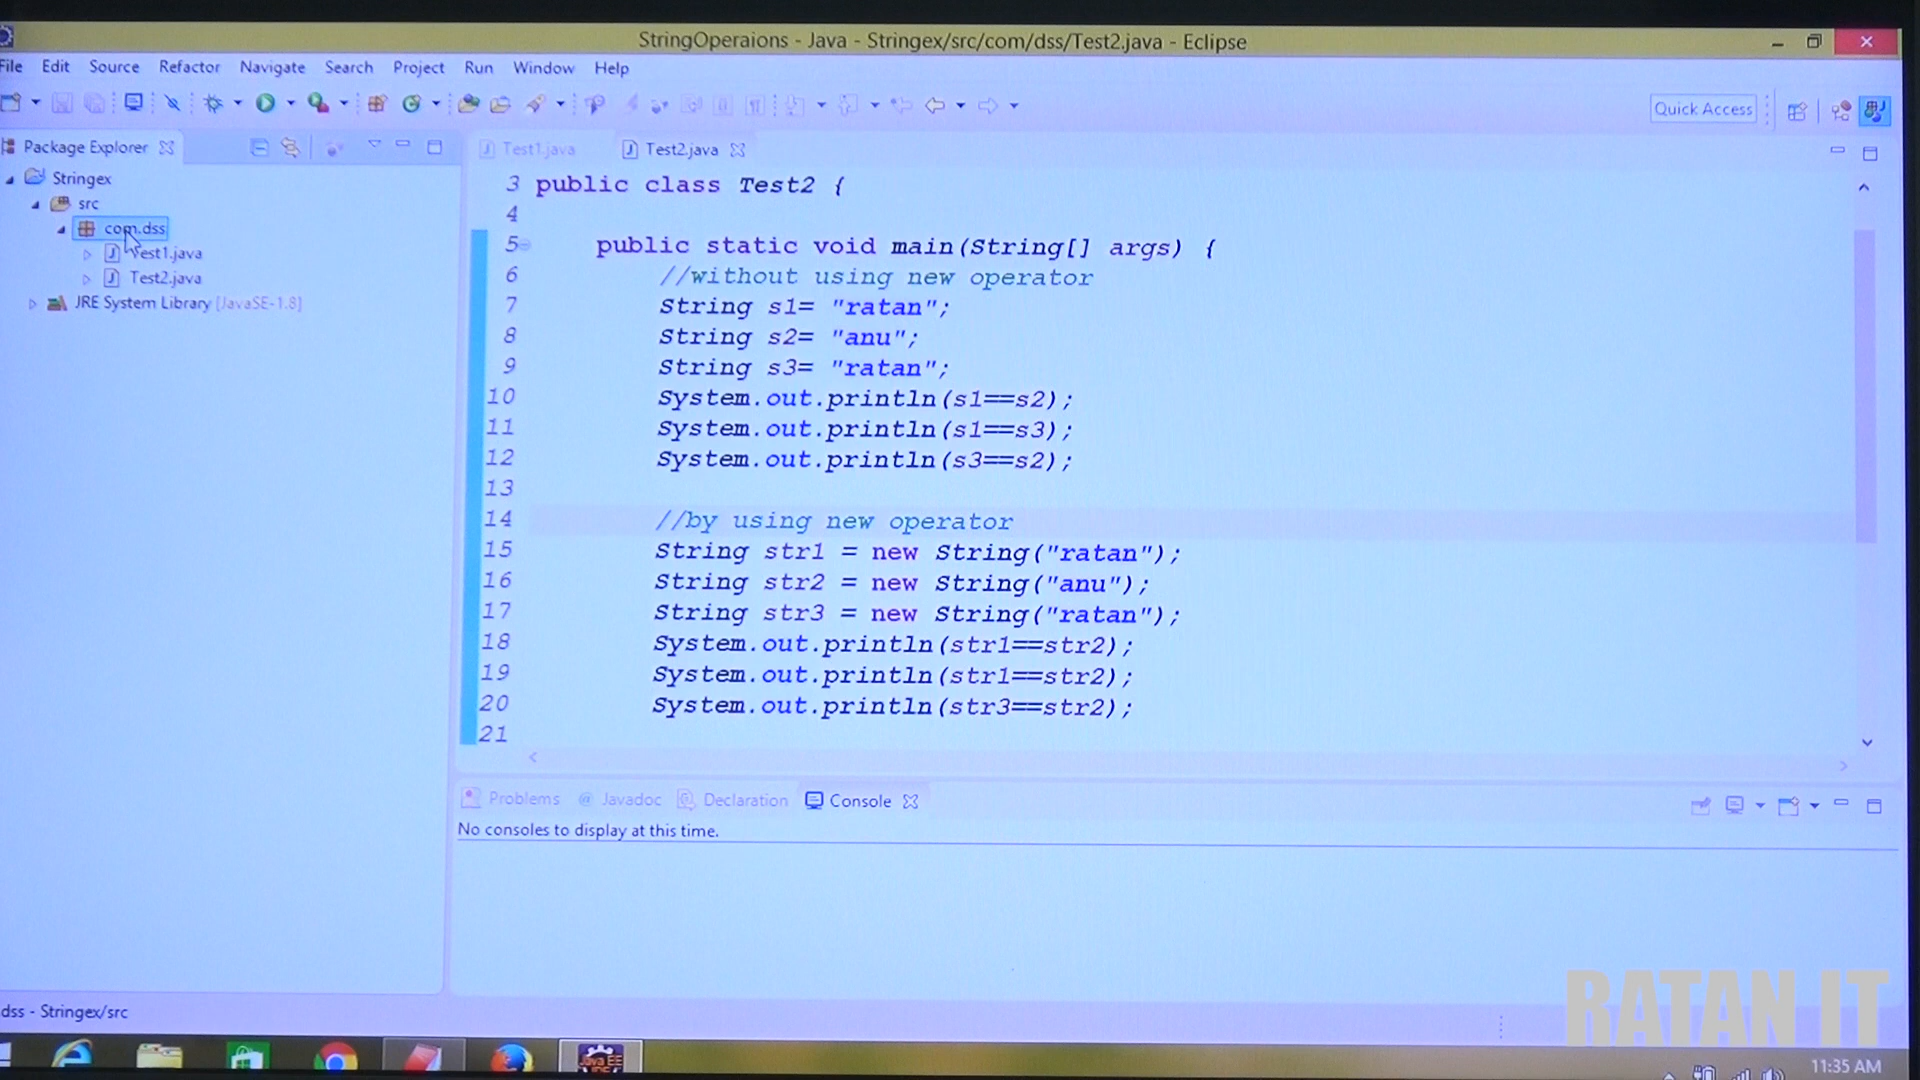 StringOperaions - Java - Stringex/src/com/dss/Test2.java - Eclipse
File Edit Source Refactor Navigate Search Project Run Window Help
Quick Access
Package Explorer
Test1.java Test2.java
Stringex
src
com.dss
Test1.java
Test2.java
JRE System Library [JavaSE-1.8]
3 public class Test2 {
4
5 public static void main(String[] args) {
6 //without using new operator
7 String s1= "ratan";
8 String s2= "anu";
9 String s3= "ratan";
10 System.out.println(s1==s2);
11 System.out.println(s1==s3);
12 System.out.println(s3==s2);
13
14 //by using new operator
15 String str1 = new String("ratan");
16 String str2 = new String("anu");
17 String str3 = new String("ratan");
18 System.out.println(str1==str2);
19 System.out.println(str1==str2);
20 System.out.println(str3==str2);
21
Problems @ Javadoc Declaration Console
No consoles to display at this time.
dss - Stringex/src
Java EE
IDE
RATAN IT
11:35 AM